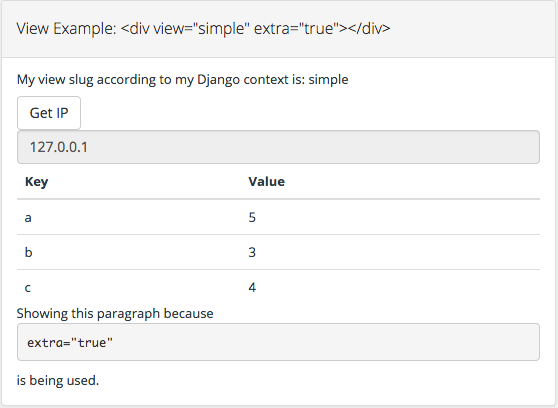 View Example: <div view="simple" extra="true"></div>
My view slug according to my Django context is: simple
Get IP
127.0.0.1
Key Value
a 5
b 3
c 4
Showing this paragraph because
extra="true"
is being used.